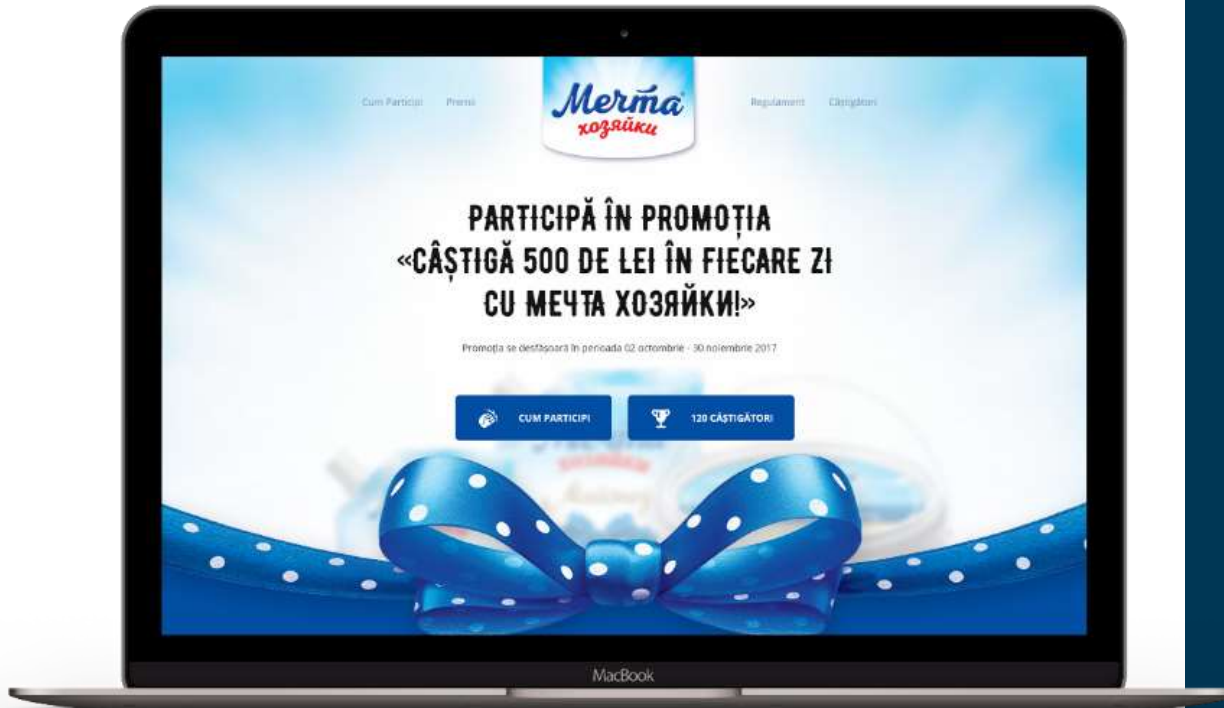 Cum Participi
Premii
Мечта
хозяйки
Regulament
Câștigători
PARTICIPĂ ÎN PROMOȚIA
«CÂȘTIGĂ 500 DE LEI ÎN FIECARE ZI
CU МЕЧТА ХОЗЯЙКИ!»
Promoția se desfășoară în perioada 02 octombrie - 30 noiembrie 2017
CUM PARTICIPI
120 CÂȘTIGĂTORI
хозяйки
MacBook